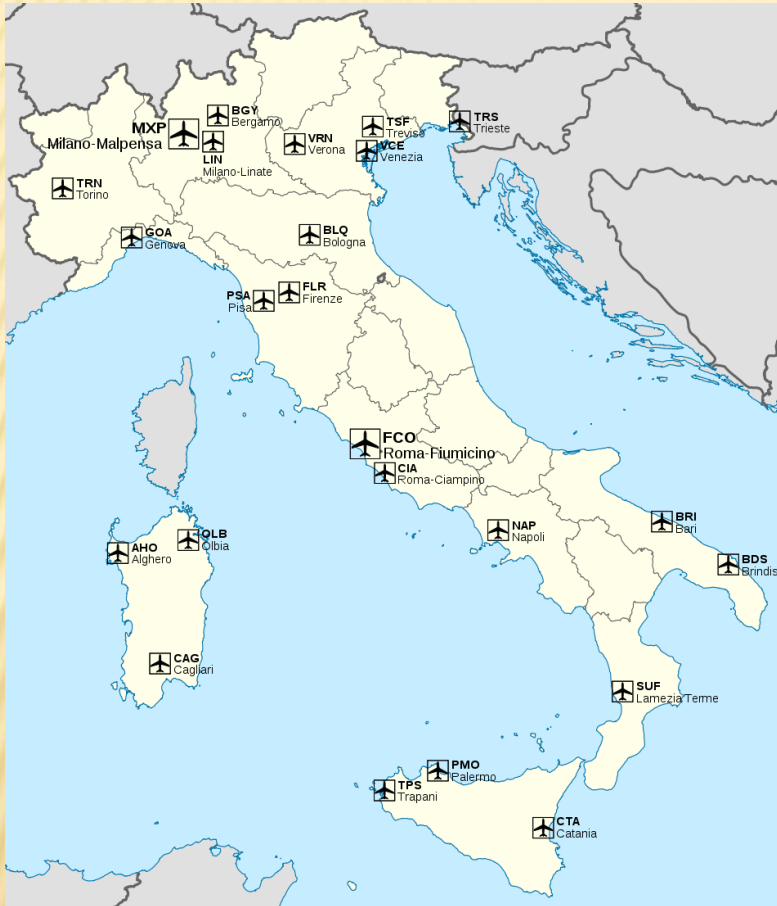 BGY
Bergamo
MXP
Milano-Malpensa
LIN
Milano-Linate
VRN
Verona
TSF
Treviso
VCE
Venezia
TRS
Trieste
TRN
Torino
GOA
Genova
BLQ
Bologna
FLR
Firenze
PSA
Pisa
FCO
Roma-Fiumicino
CIA
Roma-Ciampino
NAP
Napoli
BRI
Bari
BDS
Brindis
OLB
Olbia
AHO
Alghero
CAG
Cagliari
SUF
Lamezia Terme
PMO
Palermo
TPS
Trapani
CTA
Catania